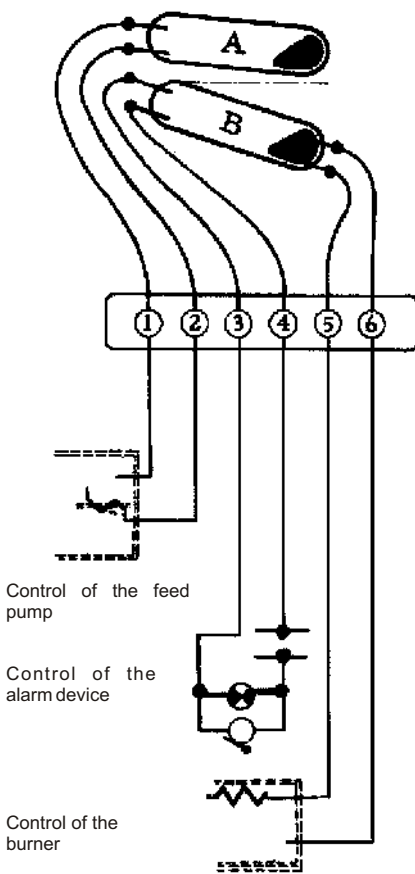 A
B
1 2 3 4 5 6
Control of the feed
pump
Control of the
alarm device
Control of the
burner